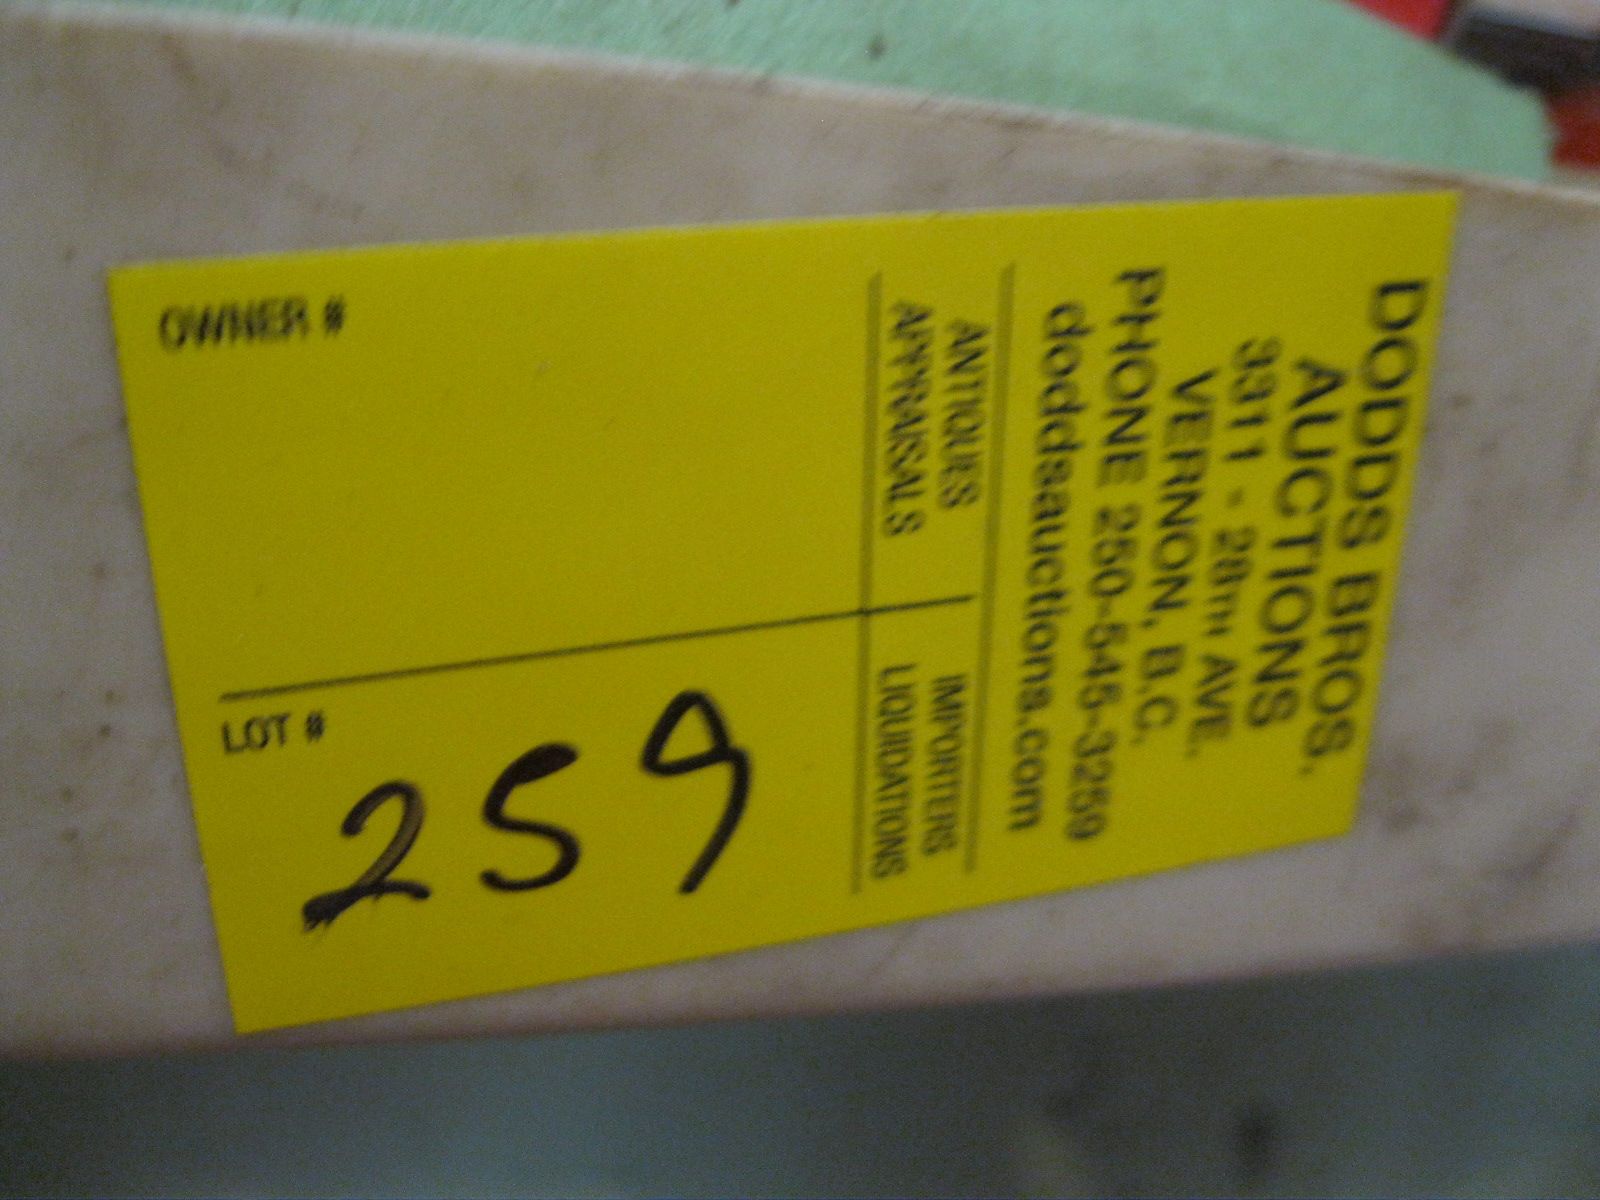 DODDS BROS.
AUCTIONS
3311 - 28TH AVE.
VERNON, B.C.
PHONE 250-545-3259
doddsauctions.com
ANTIQUES
APPRAISALS
IMPORTERS
LIQUIDATIONS
OWNER #
LOT #
259